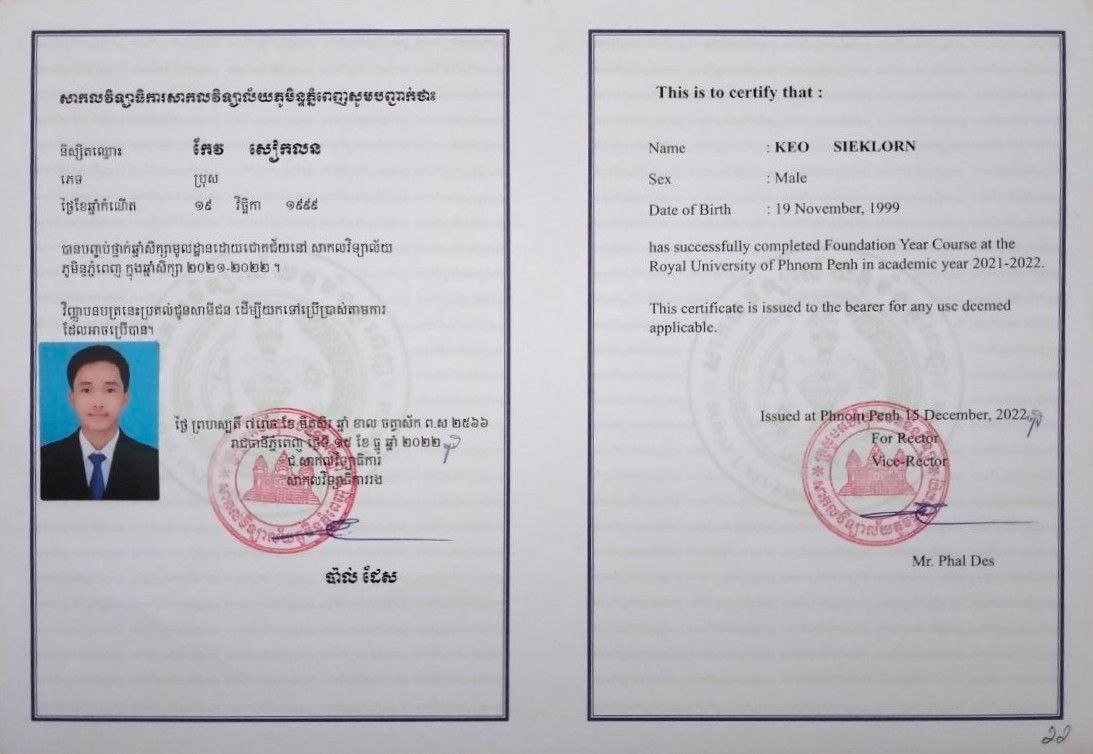 សាកលវិទ្យាធិការសាកលវិទ្យាល័យភូមិន្ទភ្នំពេញសូមបញ្ជាក់ថា៖
និស្សិតឈ្មោះ កែវ សៀកលន
ភេទ ប្រុស
ថ្ងៃខែឆ្នាំកំណើត ១៩ វិច្ឆិកា ១៩៩៩
បានបញ្ចប់ថ្នាក់ឆ្នាំសិក្សាមូលដ្ឋានដោយជោគជ័យនៅ សាកលវិទ្យាល័យ
ភូមិន្ទភ្នំពេញ ក្នុងឆ្នាំសិក្សា ២០២១-២០២២ ។
វិញ្ញាបនបត្រនេះប្រគល់ជូនសាមីជន ដើម្បីយកទៅប្រើប្រាស់តាមការ
ដែលអាចប្រើបាន។
ថ្ងៃ ព្រហស្បតិ៍ ៧រោច ខែ មិគសិរ ឆ្នាំ ខាល ចត្វាស័ក ព.ស ២៥៦៦
រាជធានីភ្នំពេញ ថ្ងៃទី ១៥ ខែ ធ្នូ ឆ្នាំ ២០២២
ជ.សាកលវិទ្យាធិការ
សាកលវិទ្យាធិការរង
ប៉ាល់ ដែស
This is to certify that :
Name : KEO SIEKLORN
Sex : Male
Date of Birth : 19 November, 1999
has successfully completed Foundation Year Course at the
Royal University of Phnom Penh in academic year 2021-2022.
This certificate is issued to the bearer for any use deemed
applicable.
Issued at Phnom Penh 15 December, 2022
For Rector
Vice-Rector
Mr. Phal Des